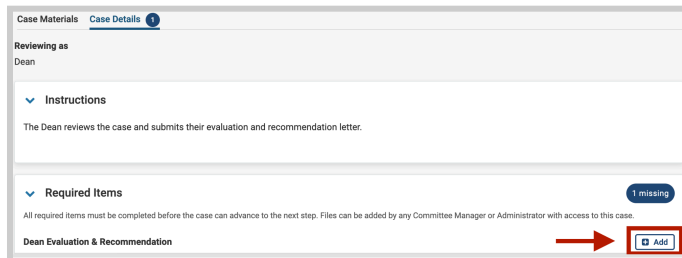 Case Materials Case Details 1
Reviewing as
Dean
Instructions
The Dean reviews the case and submits their evaluation and recommendation letter.
Required Items 1 missing
All required items must be completed before the case can advance to the next step. Files can be added by any Committee Manager or Administrator with access to this case.
Dean Evaluation & Recommendation Add